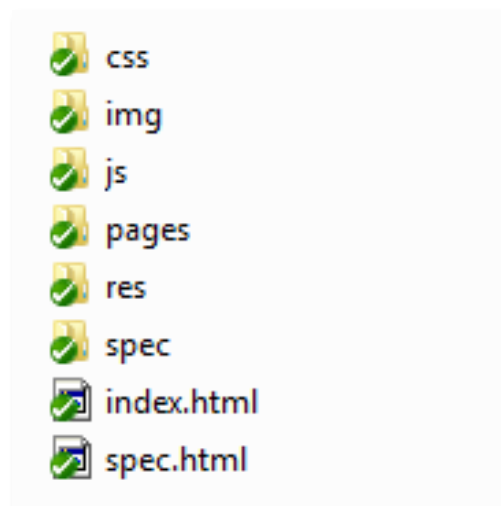 css
img
js
pages
res
spec
index.html
spec.html